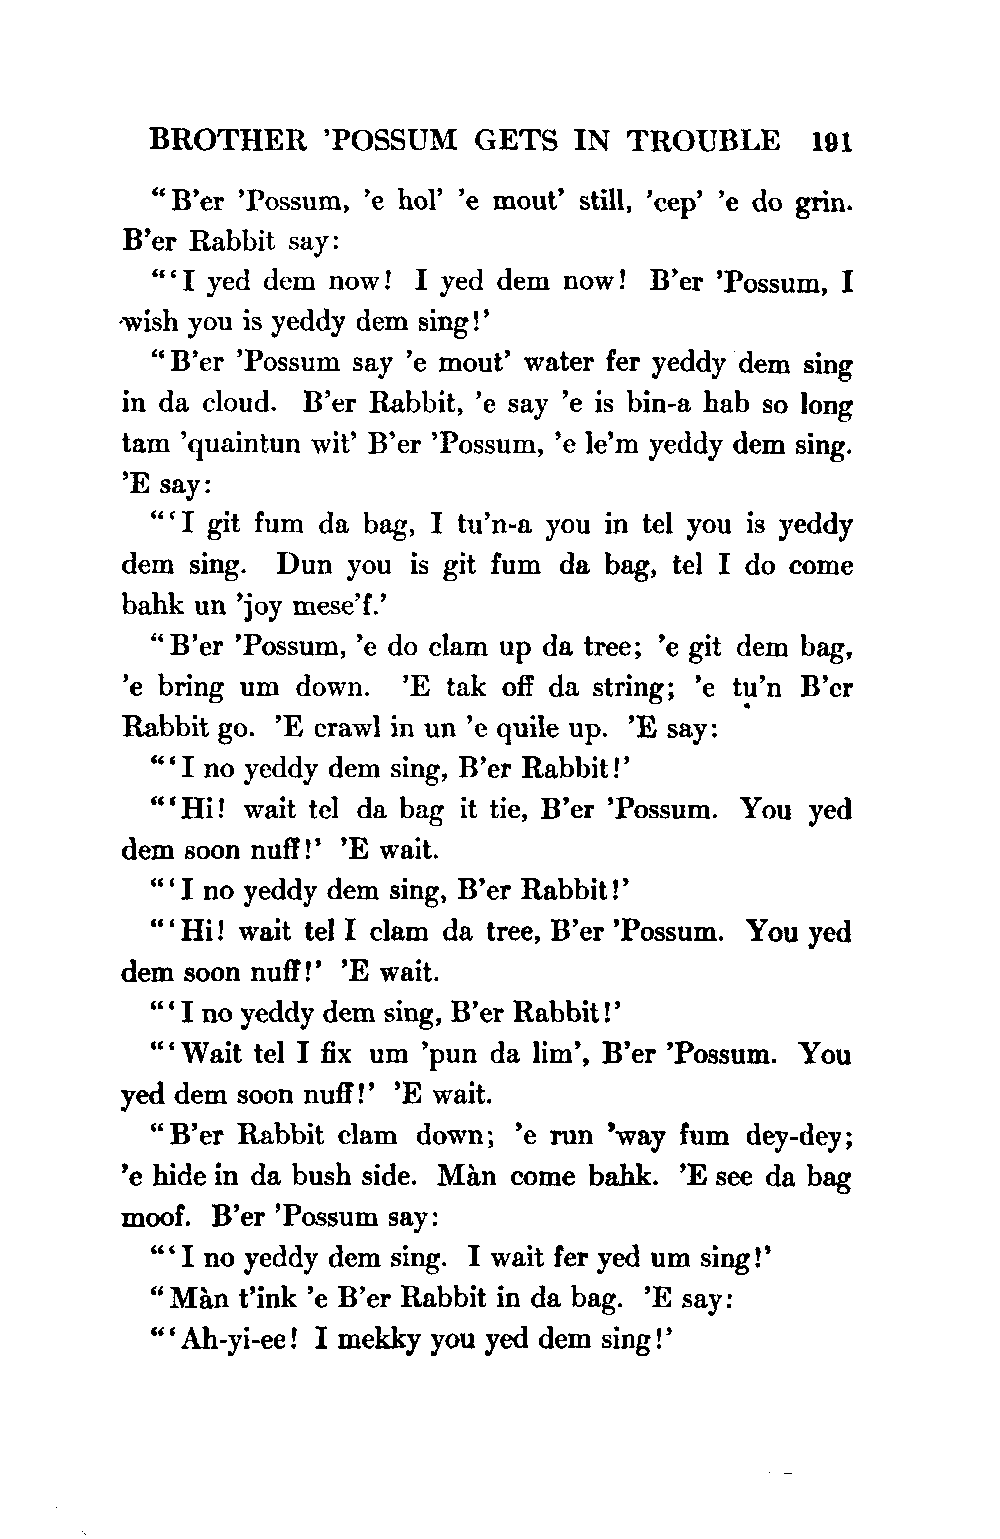 BROTHER 'POSSUM GETS IN TROUBLE 191
"B'er 'Possum, 'e hol' 'e mout' still, 'cep' 'e do grin.
B'er Rabbit say:
"'I yed dem now! I yed dem now! B'er 'Possum, I
wish you is yeddy dem sing!'
"B'er 'Possum say 'e mout' water fer yeddy dem sing
in da cloud. B'er Rabbit, 'e say 'e is bin-a hab so long
tam 'quaintun wit' B'er 'Possum, 'e le'm yeddy dem sing.
'E say:
"'I git fum da bag, I tu'n-a you in tel you is yeddy
dem sing. Dun you is git fum da bag, tel I do come
bahk un 'joy mese'f.'
"B'er 'Possum, 'e do clam up da tree; 'e git dem bag,
'e bring um down. 'E tak off da string; 'e tụ'n B'er
Rabbit go. 'E crawl in un 'e quile up. 'E say:
"'I no yeddy dem sing, B'er Rabbit!'
"'Hi! wait tel da bag it tie, B'er 'Possum. You yed
dem soon nuff!' 'E wait.
"'I no yeddy dem sing, B'er Rabbit!'
"'Hi! wait tel I clam da tree, B'er 'Possum. You yed
dem soon nuff!' 'E wait.
"'I no yeddy dem sing, B'er Rabbit!'
"'Wait tel I fix um 'pun da lim', B'er 'Possum. You
yed dem soon nuff!' 'E wait.
"B'er Rabbit clam down; 'e run 'way fum dey-dey;
'e hide in da bush side. Màn come bahk. 'E see da bag
moof. B'er 'Possum say:
"'I no yeddy dem sing. I wait fer yed um sing!'
"Màn t'ink 'e B'er Rabbit in da bag. 'E say:
"'Ah-yi-ee! I mekky you yed dem sing!'